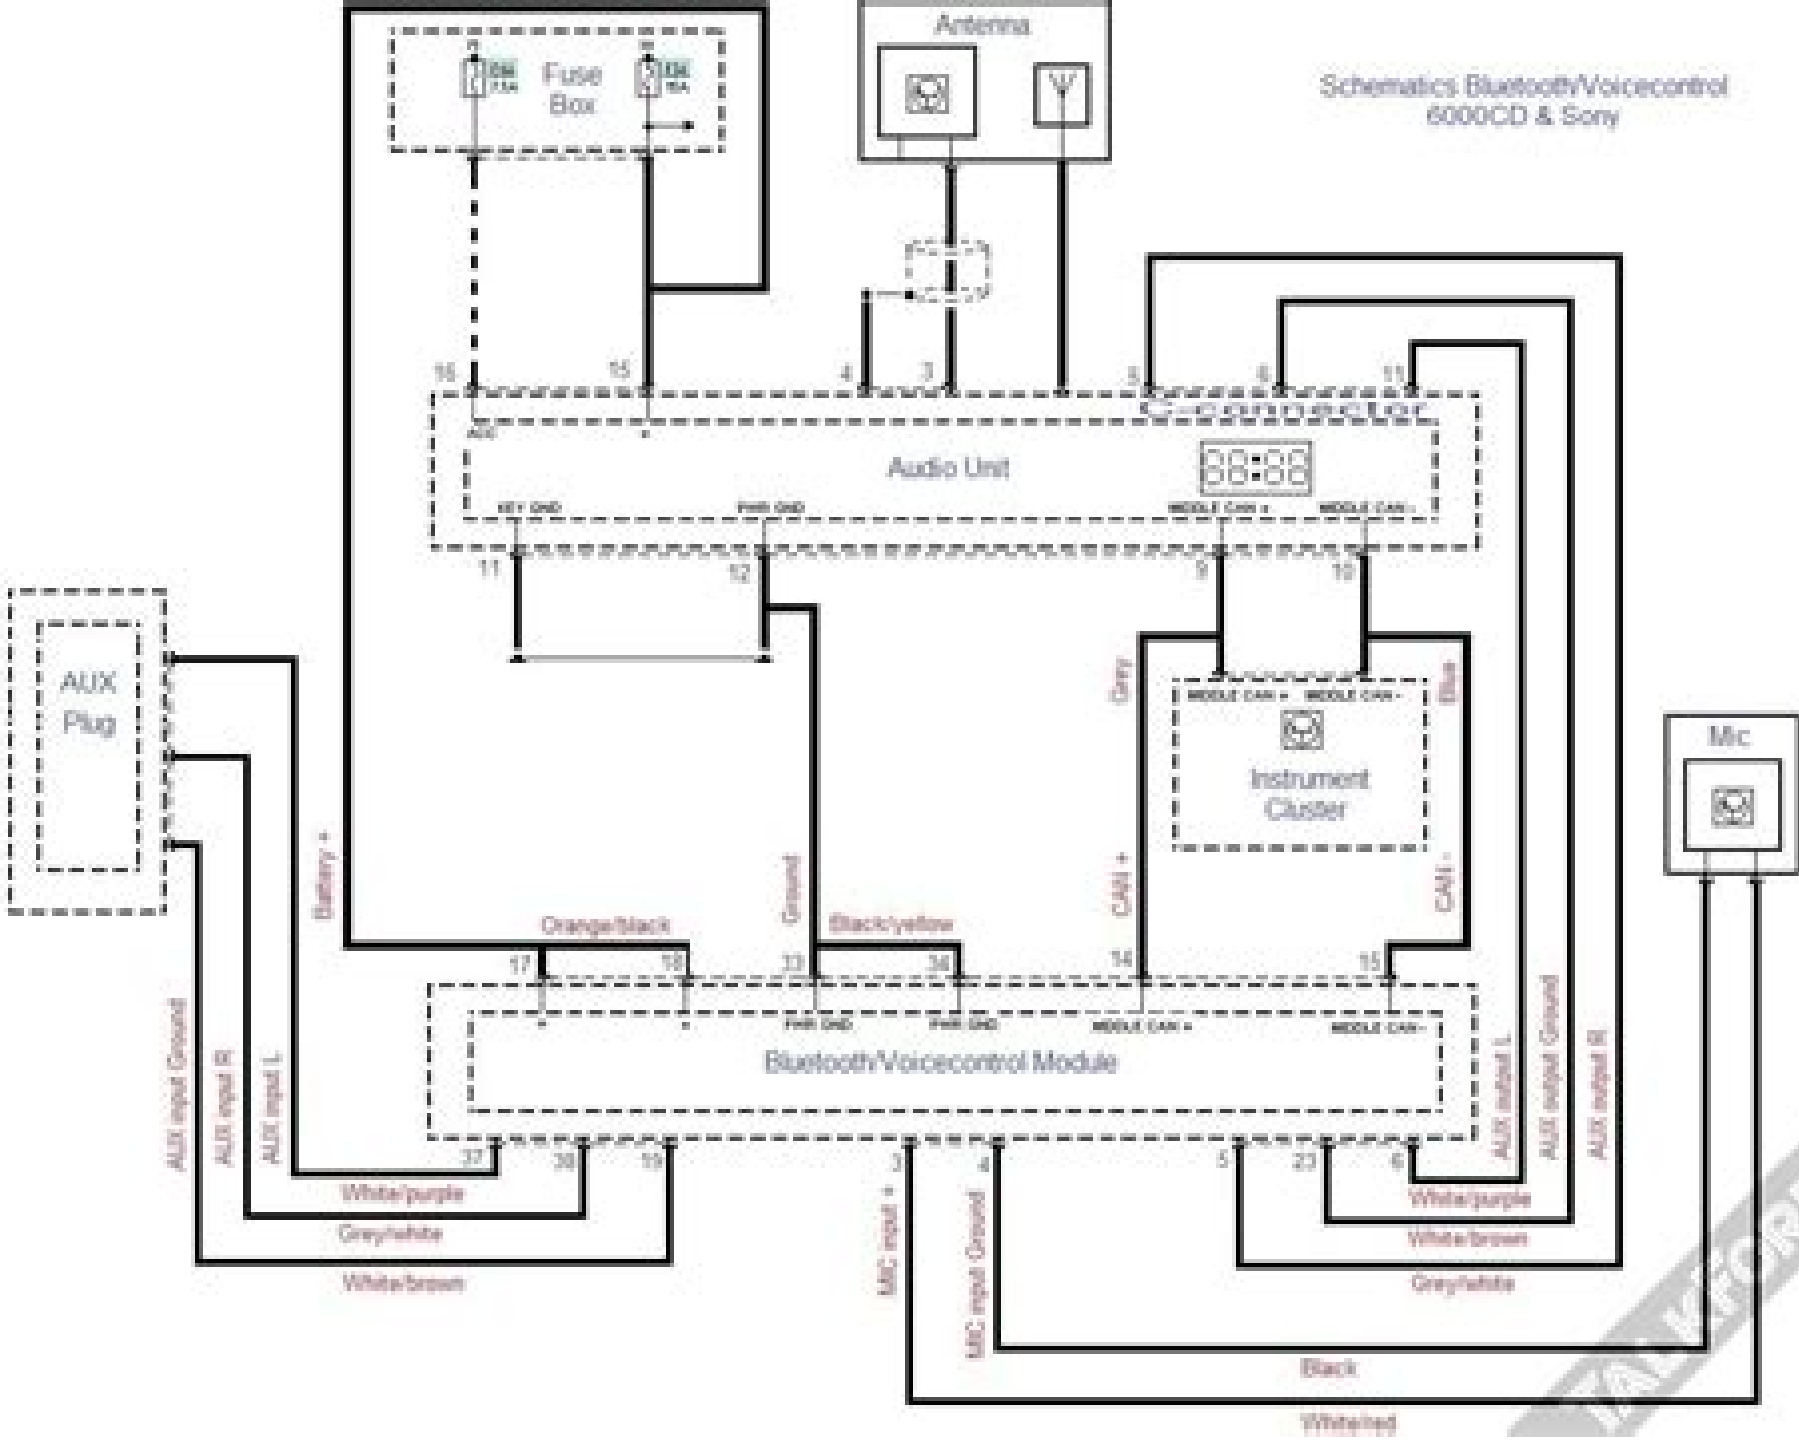 Antenna
Fuse
Box
Schematics Bluetooth/Voicecontrol
6000CD & Sony
16
15
4
3
5
6
11
C-connector
ACC
+
Audio Unit
88:88
KEY GND
PWR GND
MIDDLE CAN +
MIDDLE CAN -
11
12
9
10
AUX
Plug
Grey
Blue
MIDDLE CAN +
MIDDLE CAN -
Instrument
Cluster
Mic
Battery +
Ground
CAN +
CAN -
Orange/black
Black/yellow
17
18
33
14
15
+
+
PWR GND
PWR GND
MIDDLE CAN +
MIDDLE CAN -
Bluetooth/Voicecontrol Module
AUX input Ground
AUX input R
AUX input L
AUX output L
AUX output Ground
AUX output R
37
38
19
3
4
5
23
6
White/purple
Grey/white
White/brown
MIC input +
MIC input Ground
White/purple
White/brown
Grey/white
Black
White/red
TALKFOR